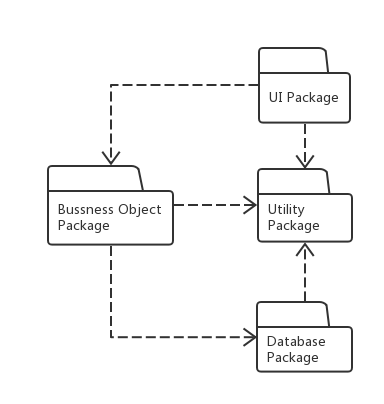 UI Package
Bussness Object
Package
Utility
Package
Database
Package